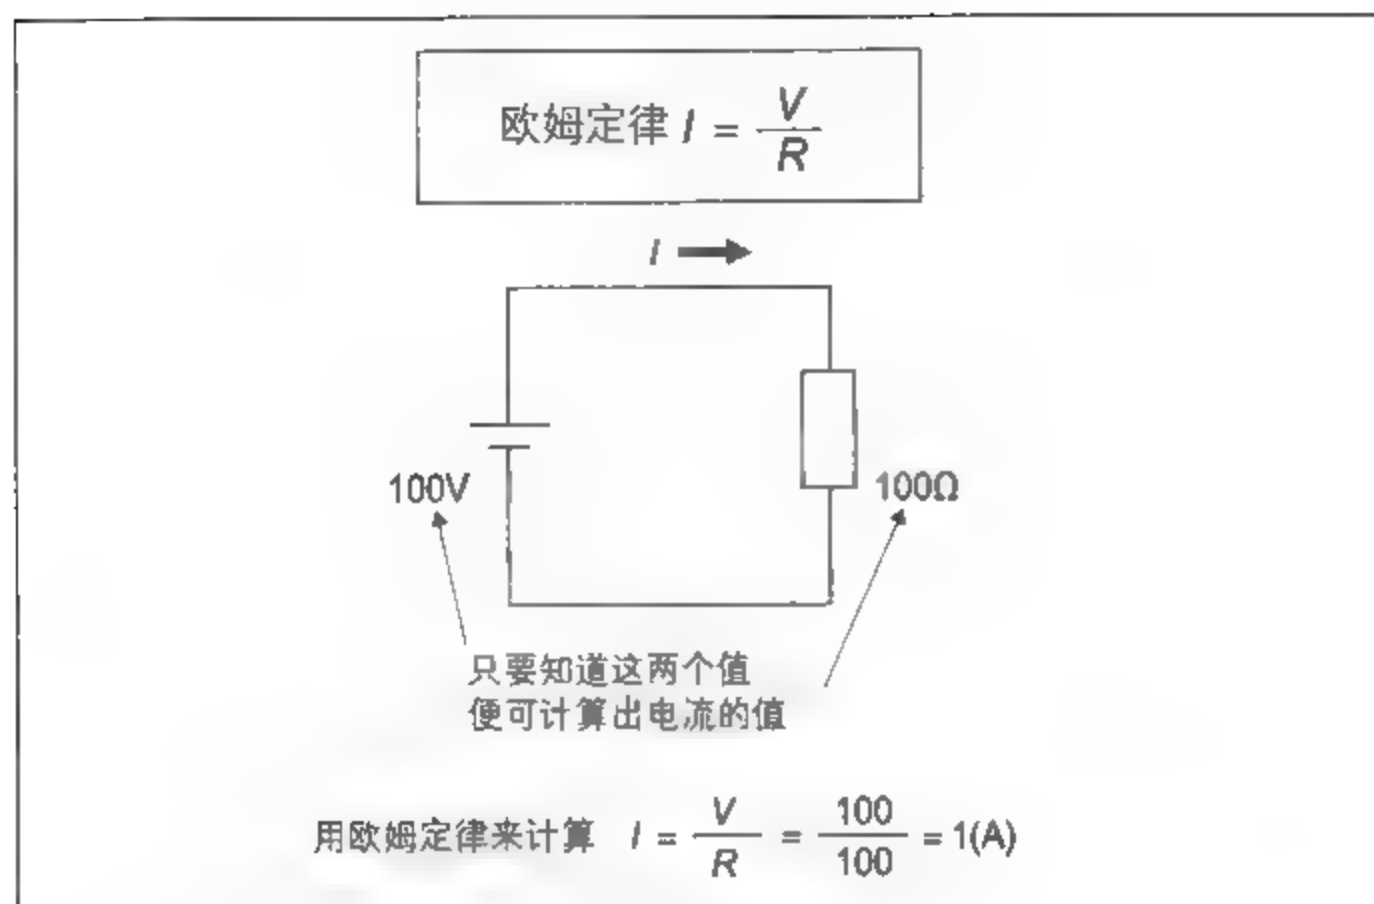 欧姆定律 I = V/R
I
100V
100Ω
只要知道这两个值
便可计算出电流的值
用欧姆定律来计算 I = V/R = 100/100 = 1(A)